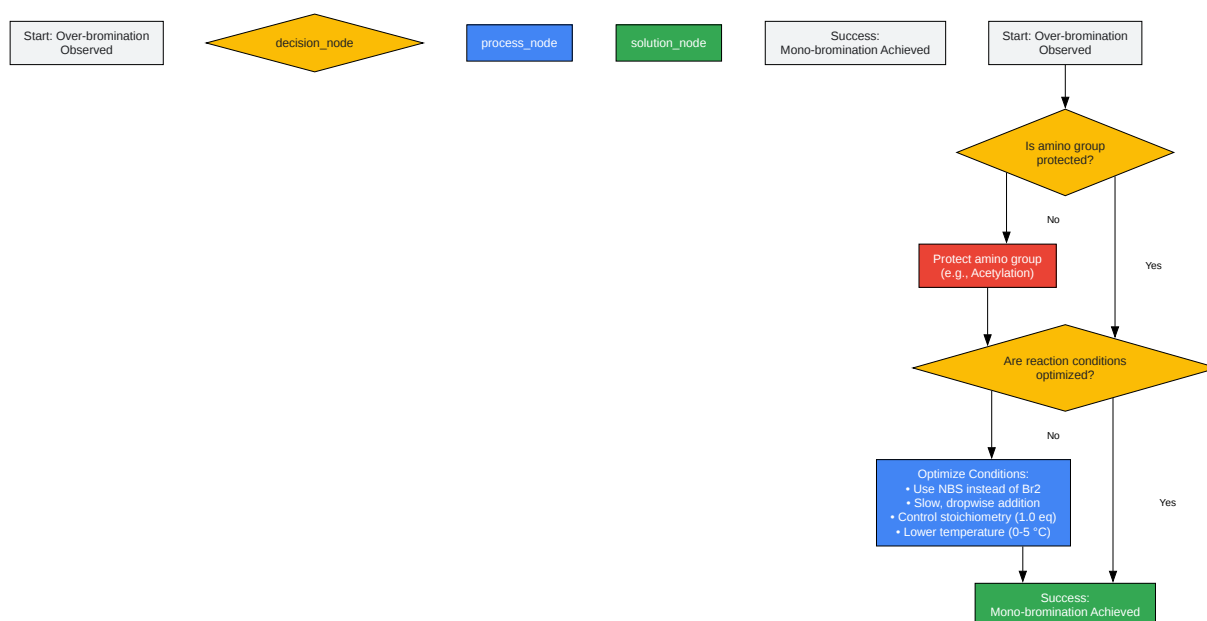 Start: Over-bromination
Observed
decision_node
process_node
solution_node
Success:
Mono-bromination Achieved
Start: Over-bromination
Observed
Is amino group
protected?
No
Protect amino group
(e.g., Acetylation)
Yes
Are reaction conditions
optimized?
No
Optimize Conditions:
• Use NBS instead of Br2
• Slow, dropwise addition
• Control stoichiometry (1.0 eq)
• Lower temperature (0-5 °C)
Yes
Success:
Mono-bromination Achieved